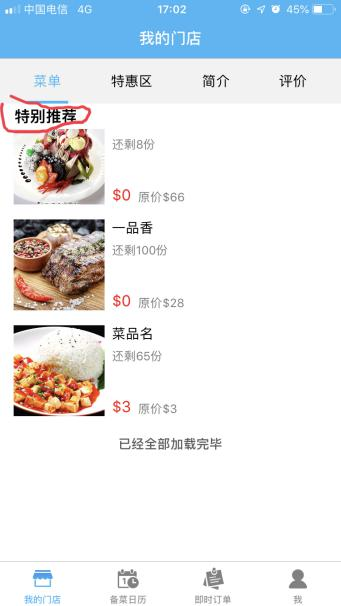 中国电信 4G 17:02 45%
我的门店
菜单 特惠区 简介 评价
特别推荐
还剩8份
$0 原价$66
一品香
还剩100份
$0 原价$28
菜品名
还剩65份
$3 原价$3
已经全部加载完毕
我的门店 备菜日历 即时订单 我
1